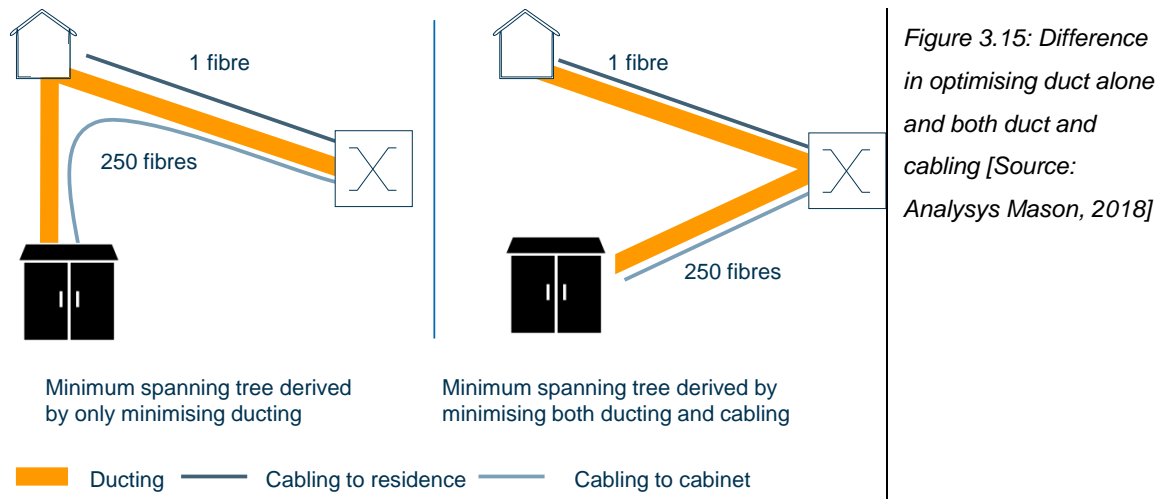 1 fibre
250 fibres
Minimum spanning tree derived
by only minimising ducting
1 fibre
250 fibres
Minimum spanning tree derived by
minimising both ducting and cabling
Ducting
Cabling to residence
Cabling to cabinet
Figure 3.15: Difference
in optimising duct alone
and both duct and
cabling [Source:
Analysys Mason, 2018]